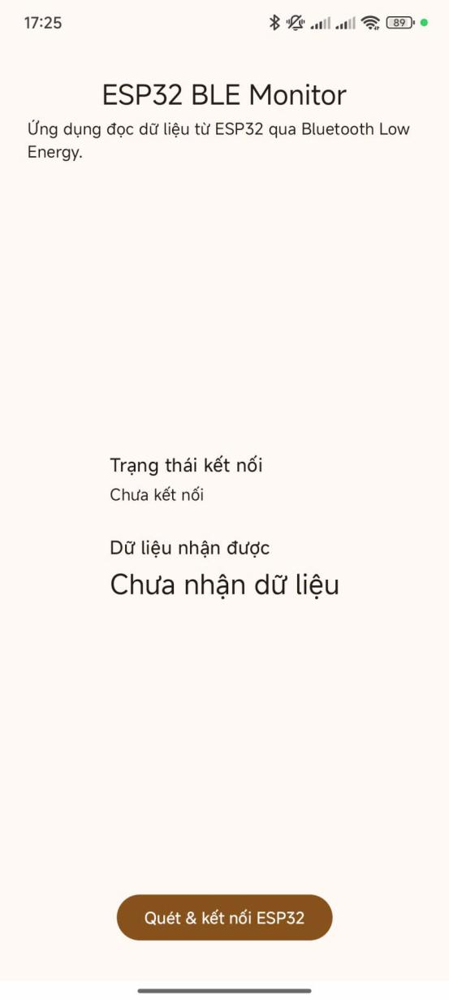 17:25
89
ESP32 BLE Monitor
Ứng dụng đọc dữ liệu từ ESP32 qua Bluetooth Low
Energy.
Trạng thái kết nối
Chưa kết nối
Dữ liệu nhận được
Chưa nhận dữ liệu
Quét & kết nối ESP32